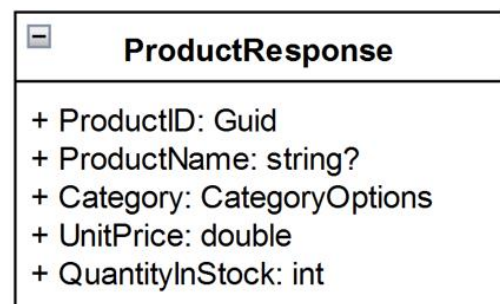 ProductResponse
+ ProductID: Guid
+ ProductName: string?
+ Category: CategoryOptions
+ UnitPrice: double
+ QuantityInStock: int